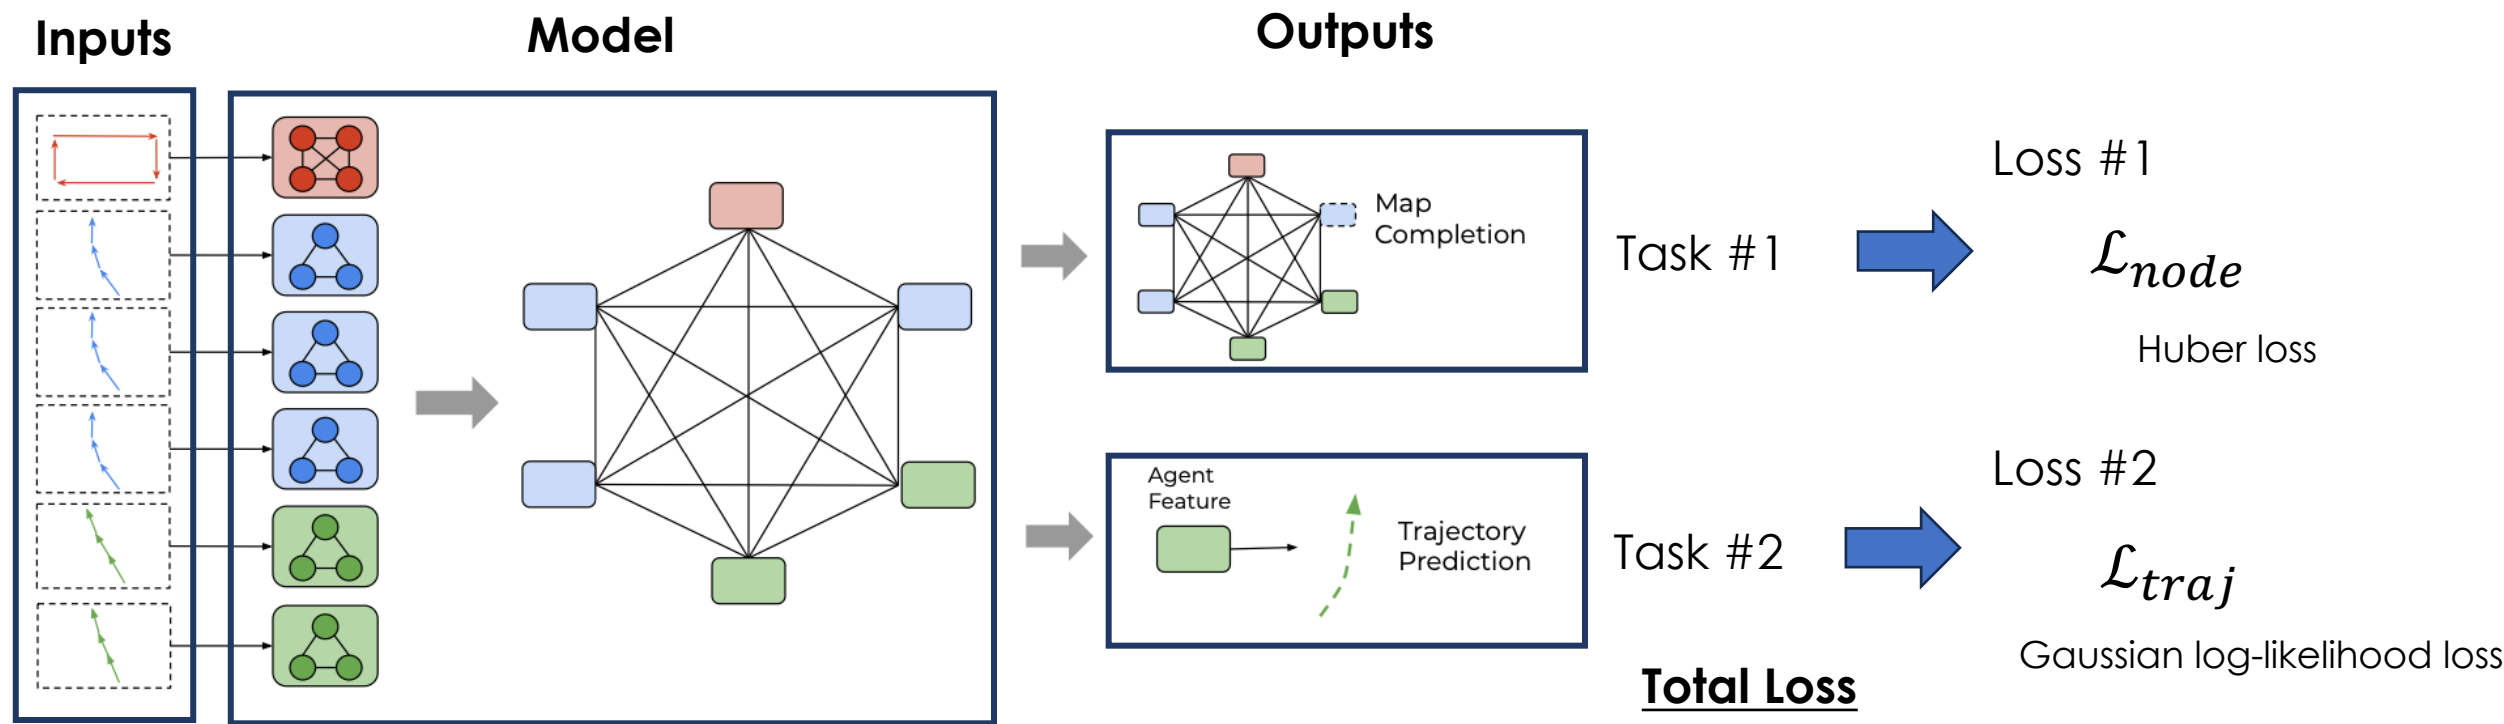 Inputs
Model
Outputs
Map
Completion
Task #1
Loss #1
ℒnode
Huber loss
Agent
Feature
Trajectory
Prediction
Task #2
Loss #2
ℒtraj
Gaussian log-likelihood loss
Total Loss